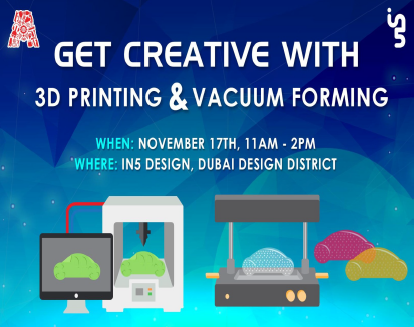 GET CREATIVE WITH
3D PRINTING & VACUUM FORMING
WHEN: NOVEMBER 17TH, 11AM - 2PM
WHERE: IN5 DESIGN, DUBAI DESIGN DISTRICT